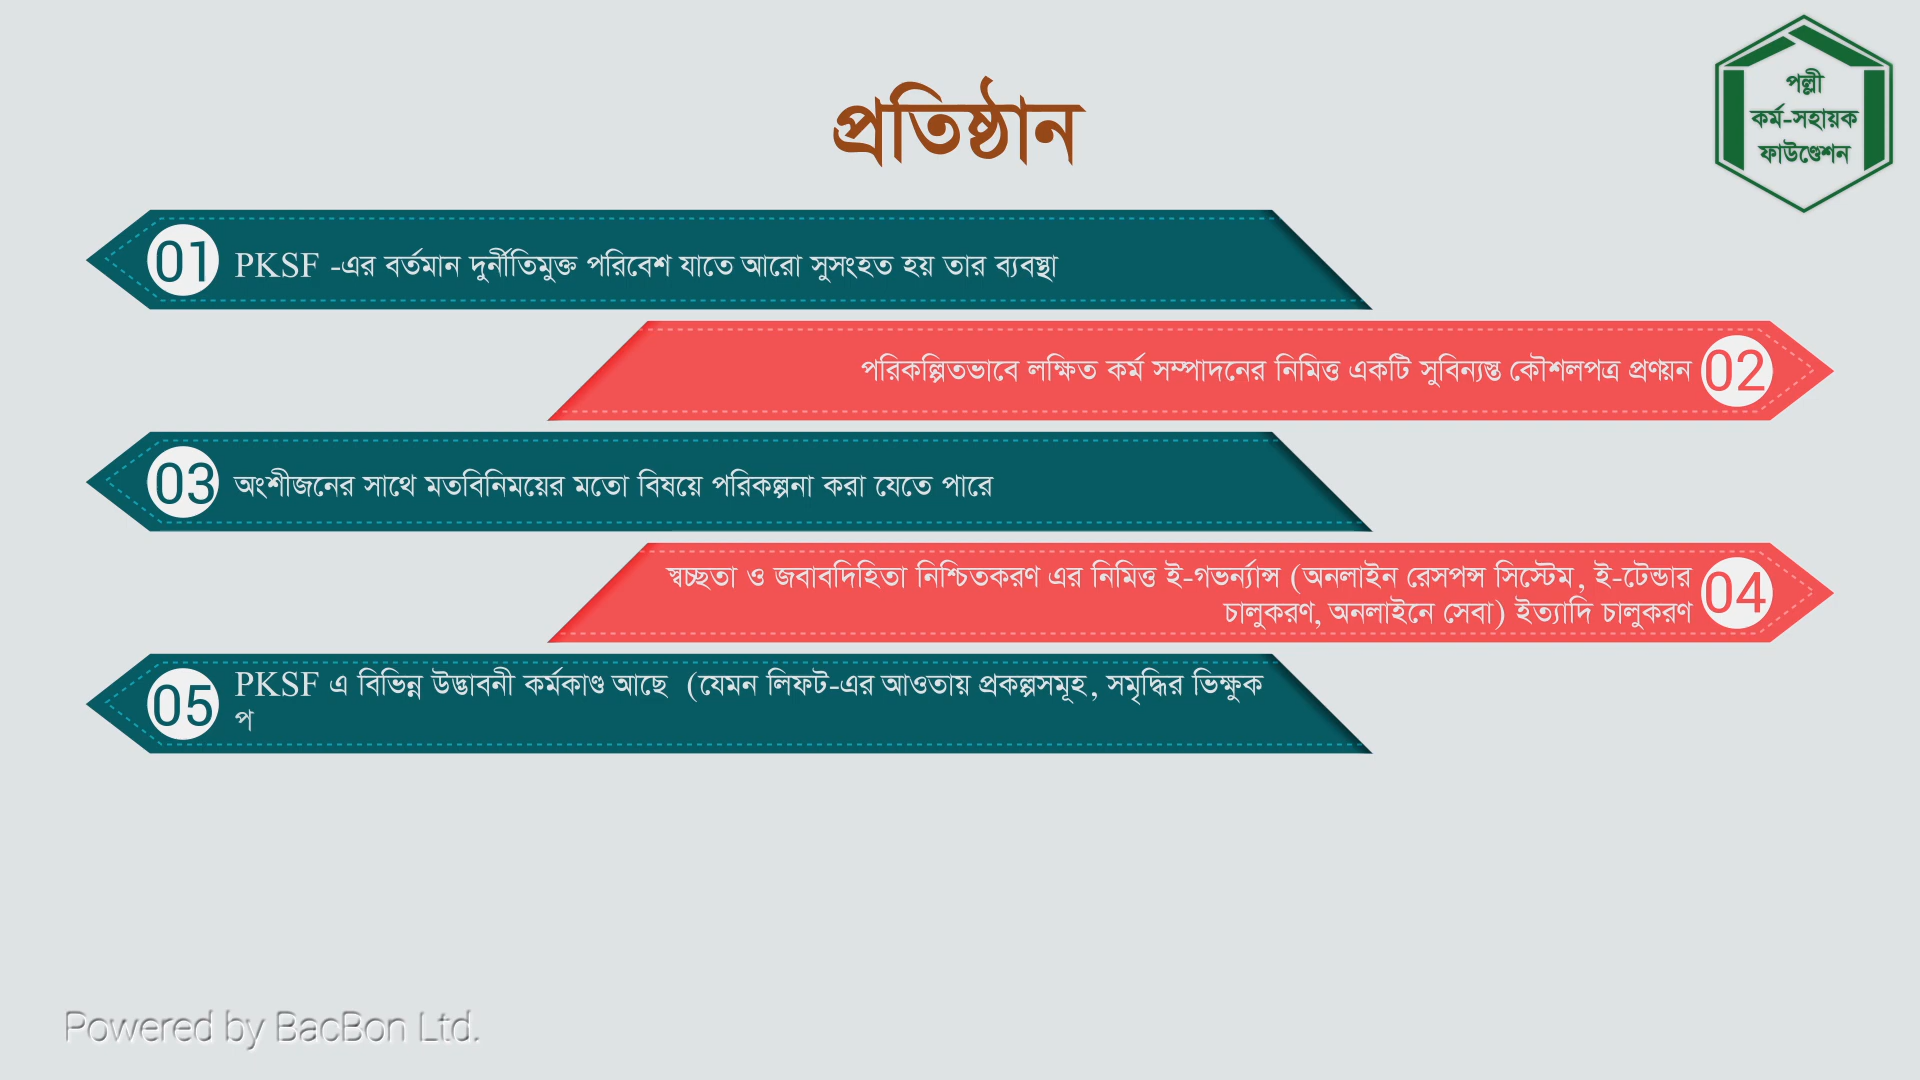 পল্লী
কর্ম-সহায়ক
ফাউণ্ডেশন
প্রতিষ্ঠান
01 PKSF -এর বর্তমান দুর্নীতিমুক্ত পরিবেশ যাতে আরো সুসংহত হয় তার ব্যবস্থা
পরিকল্পিতভাবে লক্ষিত কর্ম সম্পাদনের নিমিত্ত একটি সুবিন্যস্ত কৌশলপত্র প্রণয়ন 02
03 অংশীজনের সাথে মতবিনিময়ের মতো বিষয়ে পরিকল্পনা করা যেতে পারে
স্বচ্ছতা ও জবাবদিহিতা নিশ্চিতকরণ এর নিমিত্ত ই-গভর্ন্যান্স (অনলাইন রেসপন্স সিস্টেম, ই-টেন্ডার
চালুকরণ, অনলাইনে সেবা) ইত্যাদি চালুকরণ 04
05 PKSF এ বিভিন্ন উদ্ভাবনী কর্মকাণ্ড আছে (যেমন লিফট-এর আওতায় প্রকল্পসমূহ, সমৃদ্ধির ভিক্ষুক
প
Powered by BacBon Ltd.